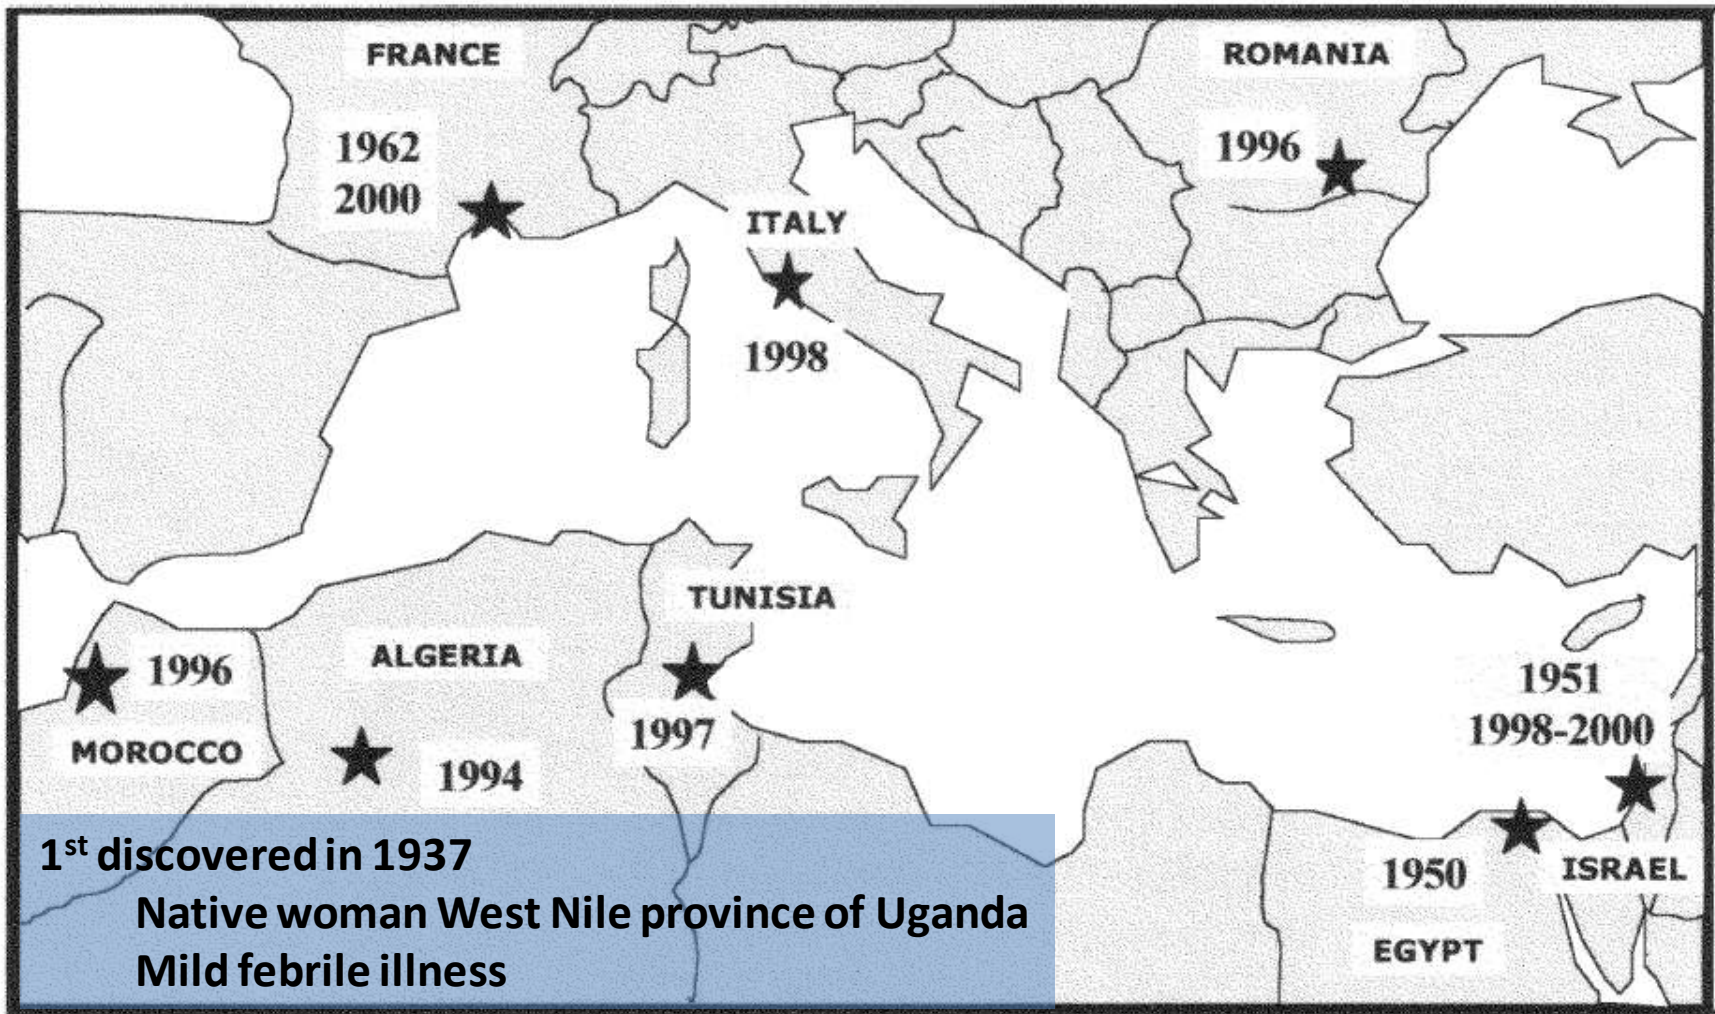 FRANCE
ROMANIA
1962
2000
1996
ITALY
1998
TUNISIA
1996
ALGERIA
1951
1998-2000
MOROCCO
1997
1994
1950
ISRAEL
EGYPT
1st discovered in 1937
Native woman West Nile province of Uganda
Mild febrile illness